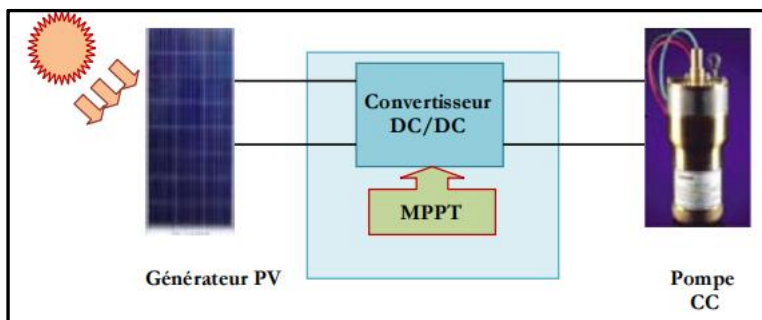 Convertisseur
DC/DC
MPPT
Générateur PV
Pompe
CC